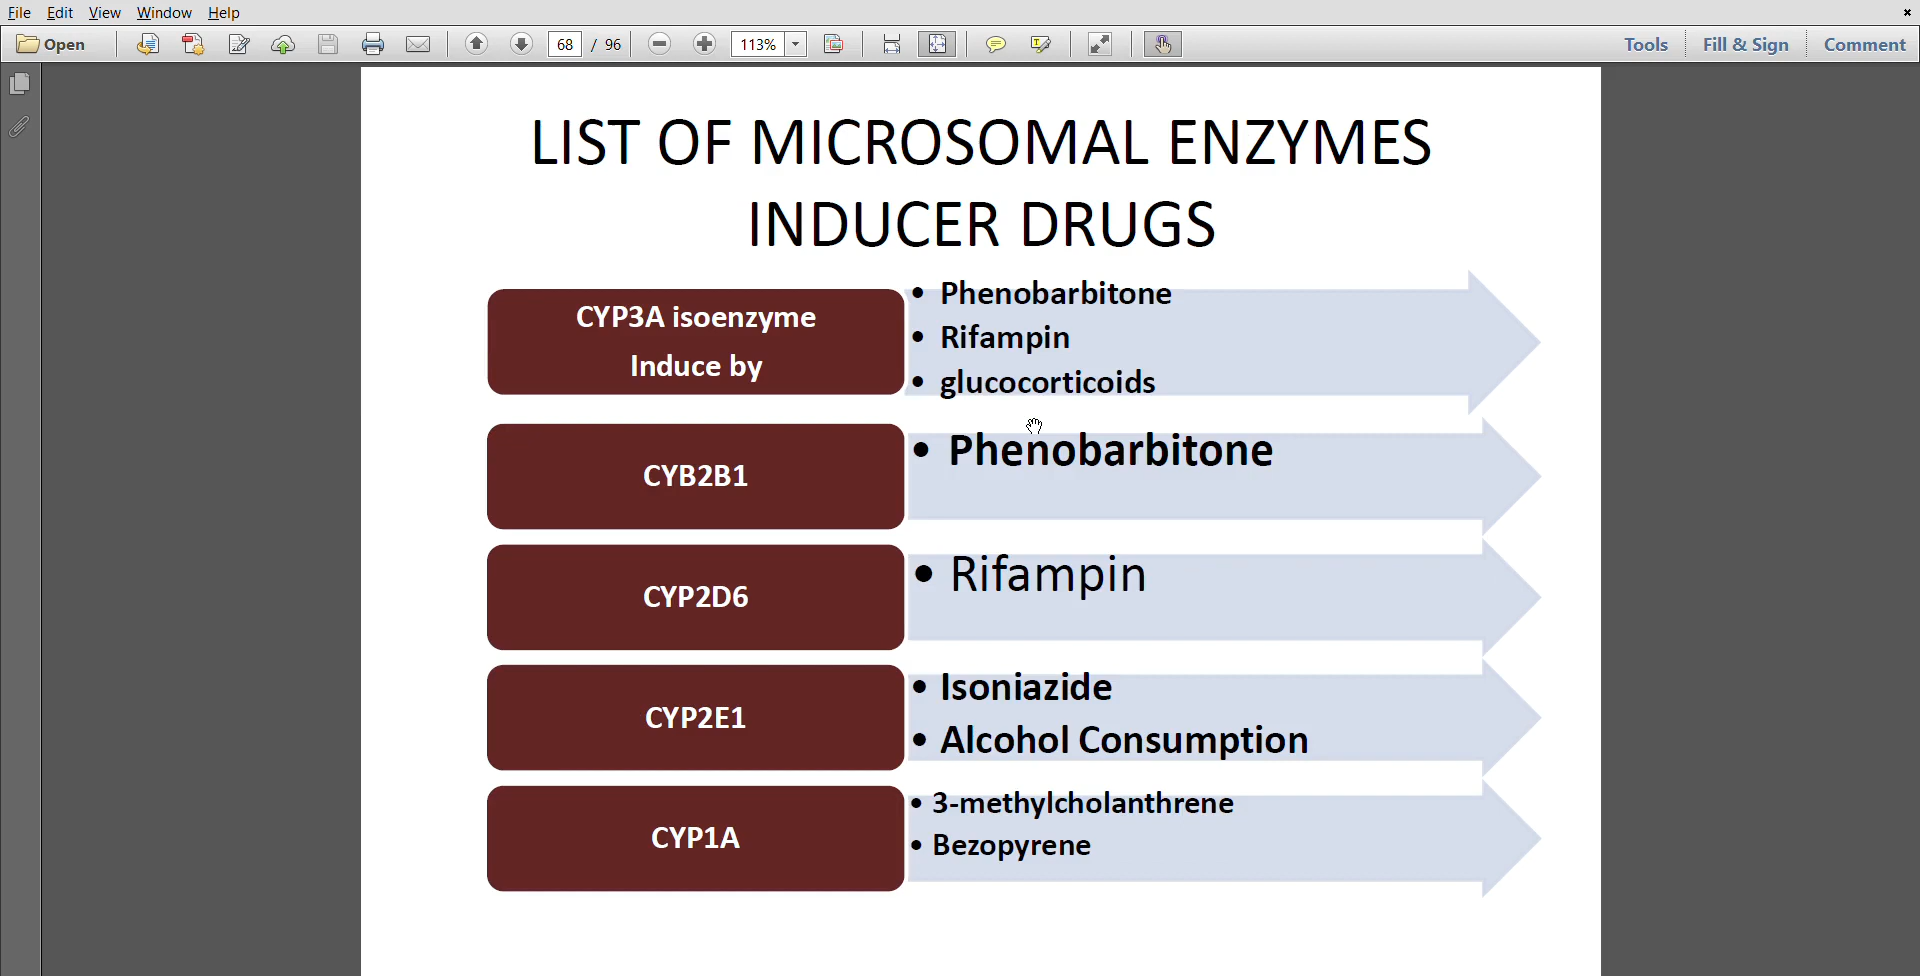 File Edit View Window Help
Open 68 / 96 113% Tools Fill & Sign Comment
LIST OF MICROSOMAL ENZYMES
INDUCER DRUGS
CYP3A isoenzyme
Induce by
• Phenobarbitone
• Rifampin
• glucocorticoids
CYB2B1
• Phenobarbitone
CYP2D6
• Rifampin
CYP2E1
• Isoniazide
• Alcohol Consumption
CYP1A
• 3-methylcholanthrene
• Bezopyrene